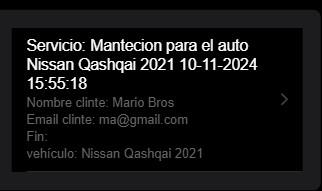 Servicio: Mantecion para el auto
Nissan Qashqai 2021 10-11-2024
15:55:18
Nombre clinte: Mario Bros
Email clinte: ma@gmail.com
Fin:
vehículo: Nissan Qashqai 2021